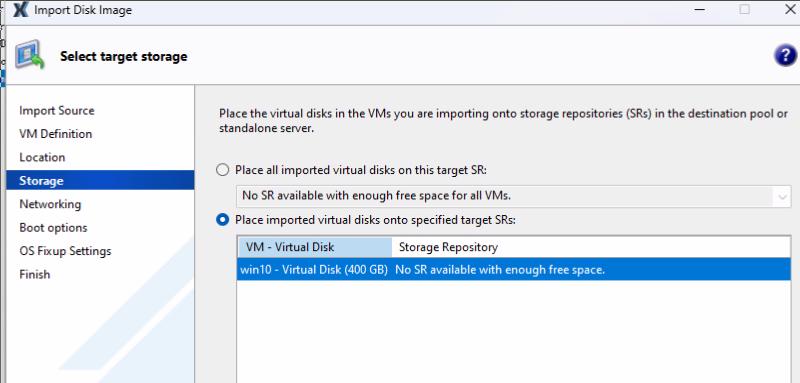 Import Disk Image
Select target storage
Import Source
VM Definition
Location
Storage
Networking
Boot options
OS Fixup Settings
Finish
Place the virtual disks in the VMs you are importing onto storage repositories (SRs) in the destination pool or
standalone server.
Place all imported virtual disks on this target SR:
No SR available with enough free space for all VMs.
Place imported virtual disks onto specified target SRs:
VM - Virtual Disk Storage Repository
win10 - Virtual Disk (400 GB) No SR available with enough free space.